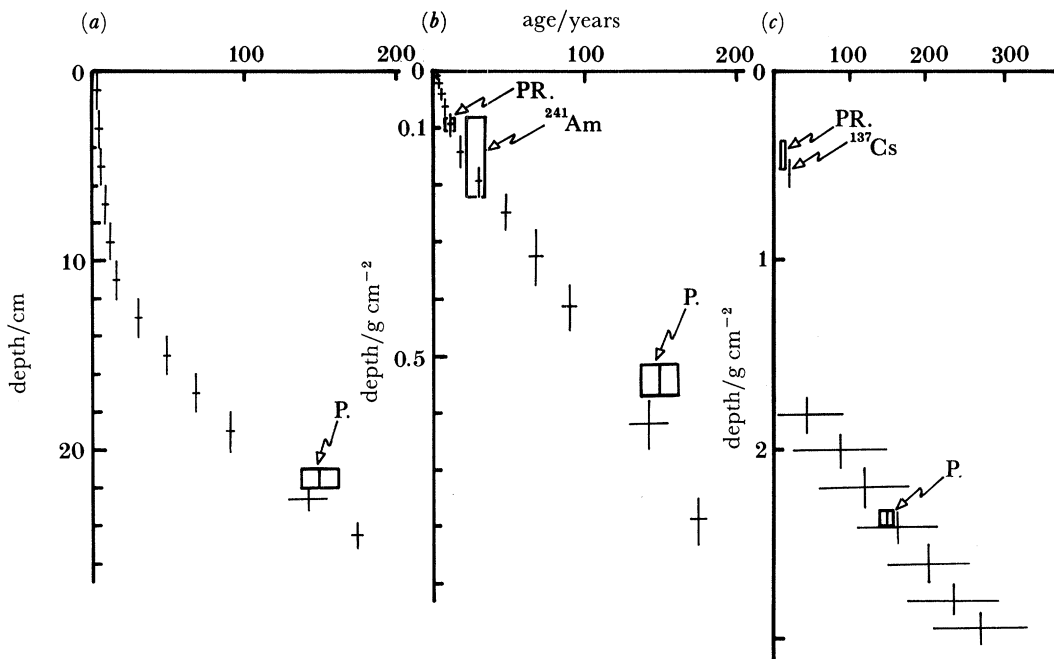 (a)
(b)
age/years
(c)
100
200
100
200
100
200
300
0
10
20
depth/cm
P.
0
0.1
0.5
depth/g cm⁻²
PR.
²⁴¹Am
P.
0
1
2
depth/g cm⁻²
PR.
¹³⁷Cs
P.